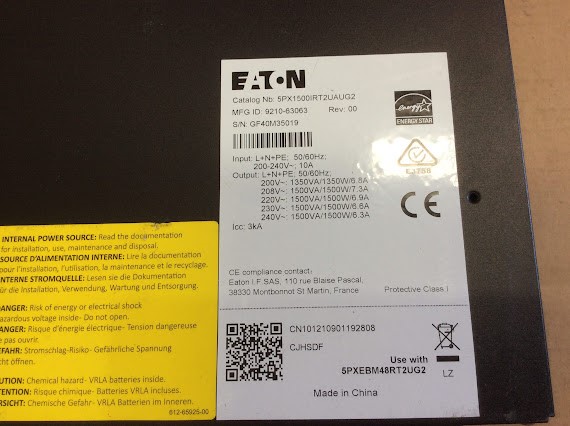 EATON
Catalog Nb: 5PX1500IRT2UAUG2
MFG ID: 9210-63063 Rev: 00
S/N: GF40M35019
energy
ENERGY STAR
Input: L+N+PE; 50/60Hz;
200-240V~; 10A
Output: L+N+PE; 50/60Hz;
200V~: 1350VA/1350W/6.8A
208V~: 1500VA/1500W/7.3A
220V~: 1500VA/1500W/6.9A
230V~: 1500VA/1500W/6.6A
240V~: 1500VA/1500W/6.3A
Icc: 3kA
CE
CE compliance contact:
Eaton I.F.SAS, 110 rue Blaise Pascal,
38330 Montbonnot St Martin, France
Protective Class I
CN101210901192808
CJHSDF
Use with
5PXEBM48RT2UG2
LZ
Made in China
INTERNAL POWER SOURCE: Read the documentation
for installation, use, maintenance and disposal.
SOURCE D'ALIMENTATION INTERNE: Lire la documentation
pour l'installation, l'utilisation, la maintenance et le recyclage.
INTERNE STROMQUELLE: Lesen sie die Dokumentation
für die Installation, Verwendung, Wartung und Entsorgung.
DANGER: Risk of energy or electrical shock
hazardous voltage inside- Do not open.
DANGER: Risque d'énergie électrique- Tension dangereuse
ne pas ouvrir
GEFAHR: Stromschlag-Risiko- Gefährliche Spannung
nicht öffnen
CAUTION: Chemical hazard- VRLA batteries inside.
ATTENTION: Risque chimique- Batteries VRLA incluses.
VORSICHT: Chemische Gefahr- VRLA Batterien im inneren.
612-65925-00